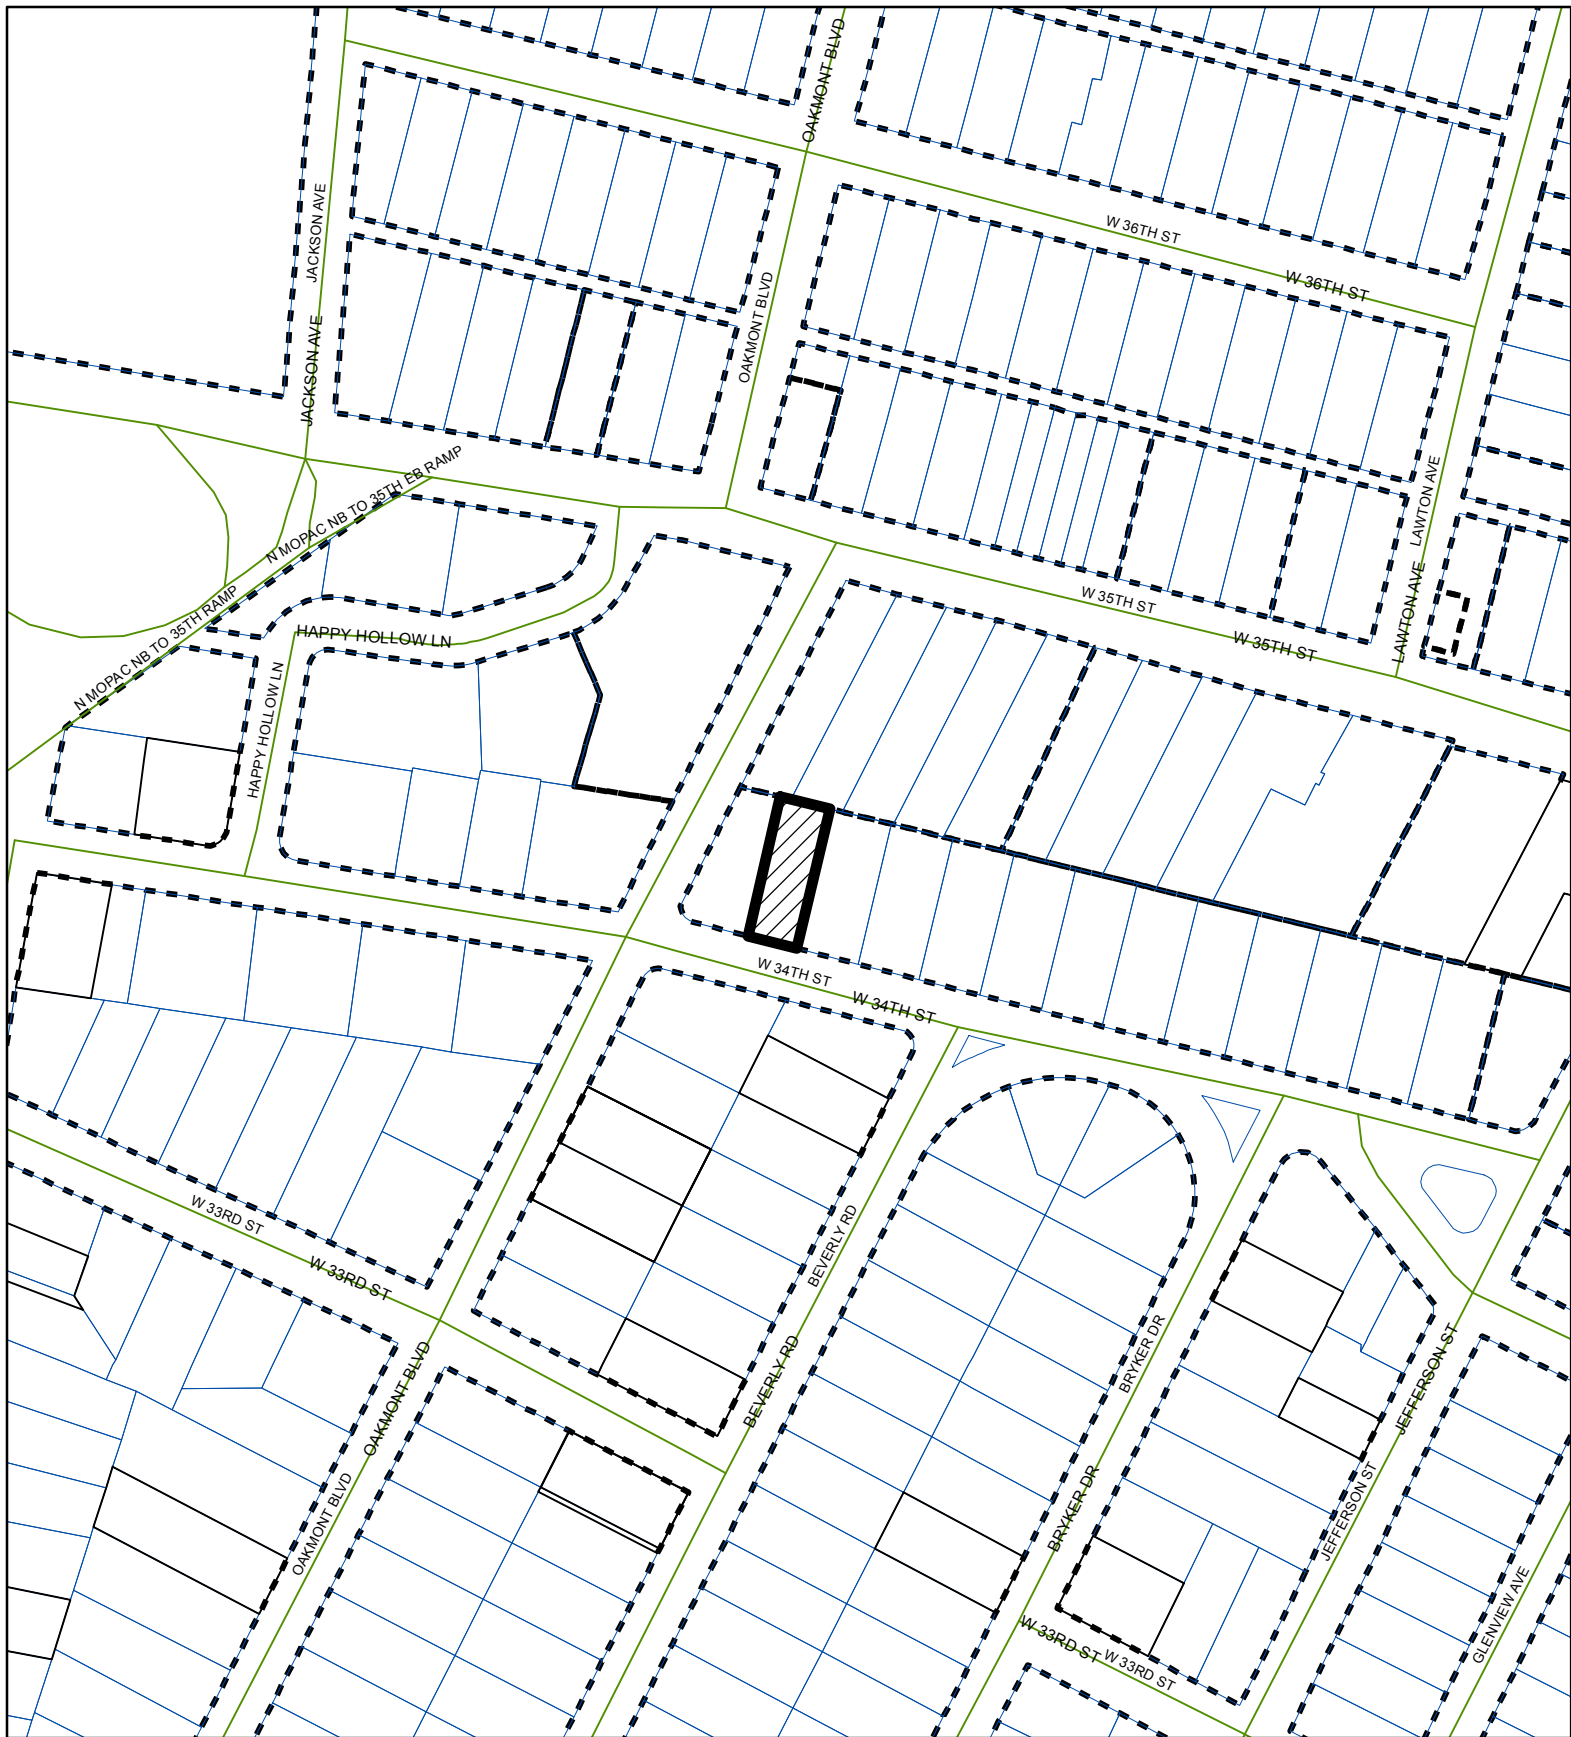 OAKMONT BLVD
JACKSON AVE
W 36TH ST
W 36TH ST
OAKMONT BLVD
JACKSON AVE
N MOPAC NB TO 35TH EB RAMP
LAWTON AVE
LAWTON AVE
W 35TH ST
W 35TH ST
N MOPAC NB TO 35TH RAMP
HAPPY HOLLOW LN
HAPPY HOLLOW LN
W 34TH ST
W 34TH ST
W 33RD ST
W 33RD ST
BEVERLY RD
BEVERLY RD
BRYKER DR
BRYKER DR
JEFFERSON ST
JEFFERSON ST
OAKMONT BLVD
OAKMONT BLVD
GLENVIEW AVE
W 33RD ST
W 33RD ST